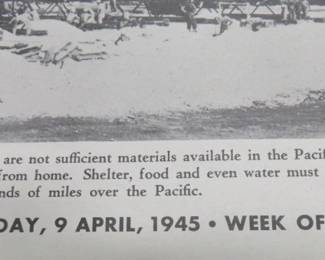 are not sufficient materials available in the Pacif
from home. Shelter, food and even water must
nds of miles over the Pacific.
DAY, 9 APRIL, 1945 • WEEK OF